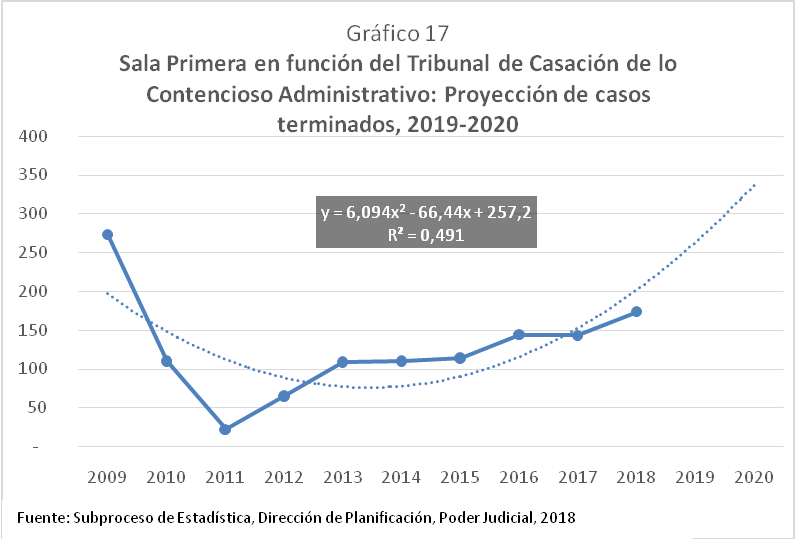 Gráfico 17
Sala Primera en función del Tribunal de Casación de lo
Contencioso Administrativo: Proyección de casos
terminados, 2019-2020
400
350
300
250
200
150
100
50
-
y = 6,094x² - 66,44x + 257,2
R² = 0,491
2009 2010 2011 2012 2013 2014 2015 2016 2017 2018 2019 2020
Fuente: Subproceso de Estadística, Dirección de Planificación, Poder Judicial, 2018